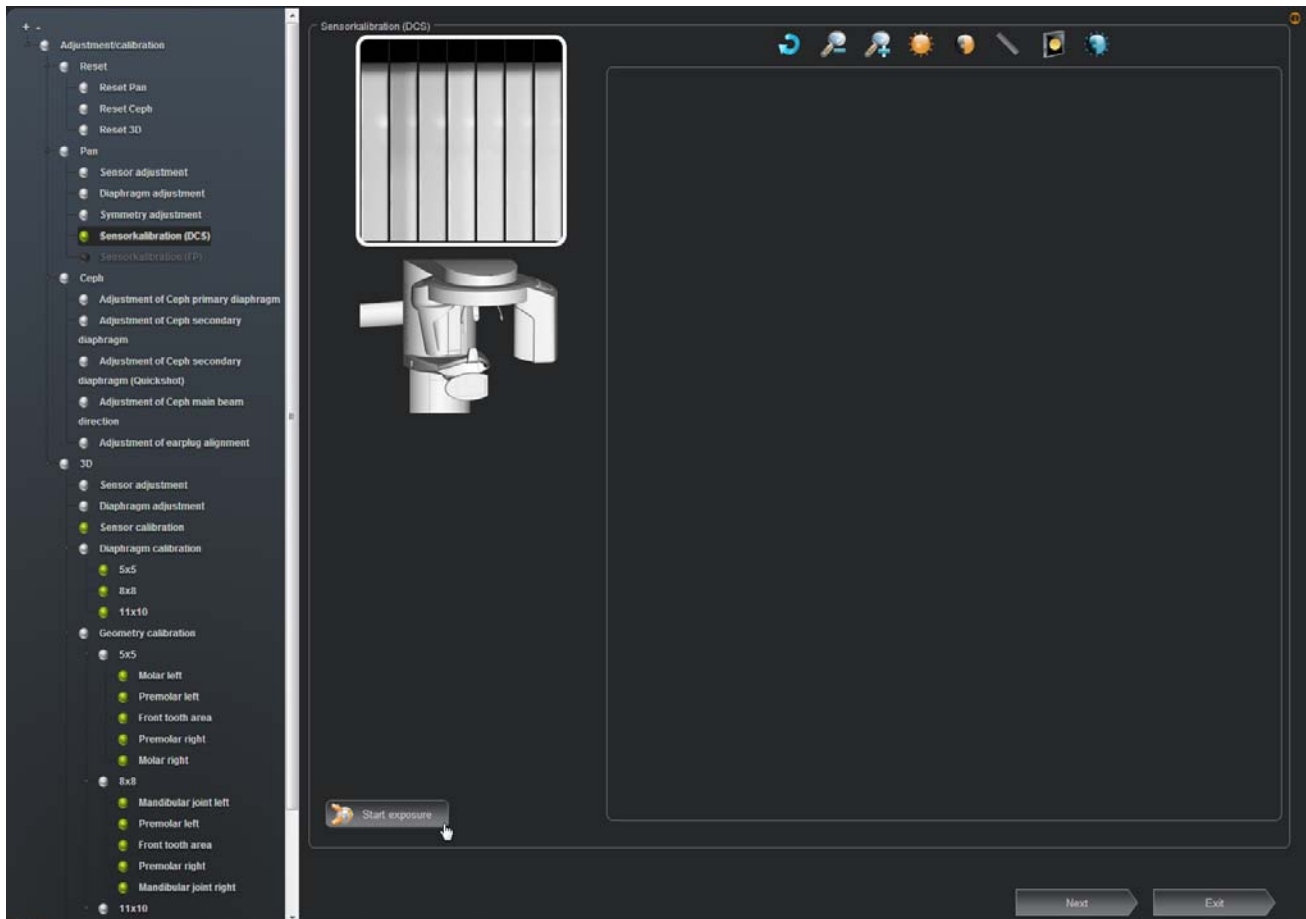 + -
Adjustment/calibration
Reset
Reset Pan
Reset Ceph
Reset 3D
Pan
Sensor adjustment
Diaphragm adjustment
Symmetry adjustment
Sensorkalibration (DCS)
Sensorkalibration (FP)
Ceph
Adjustment of Ceph primary diaphragm
Adjustment of Ceph secondary
diaphragm
Adjustment of Ceph secondary
diaphragm (Quickshot)
Adjustment of Ceph main beam
direction
Adjustment of earplug alignment
3D
Sensor adjustment
Diaphragm adjustment
Sensor calibration
Diaphragm calibration
5x5
8x8
11x10
Geometry calibration
5x5
Molar left
Premolar left
Front tooth area
Premolar right
Molar right
8x8
Mandibular joint left
Premolar left
Front tooth area
Premolar right
Mandibular joint right
11x10
Sensorkalibration (DCS)
Start exposure
Next
Exit